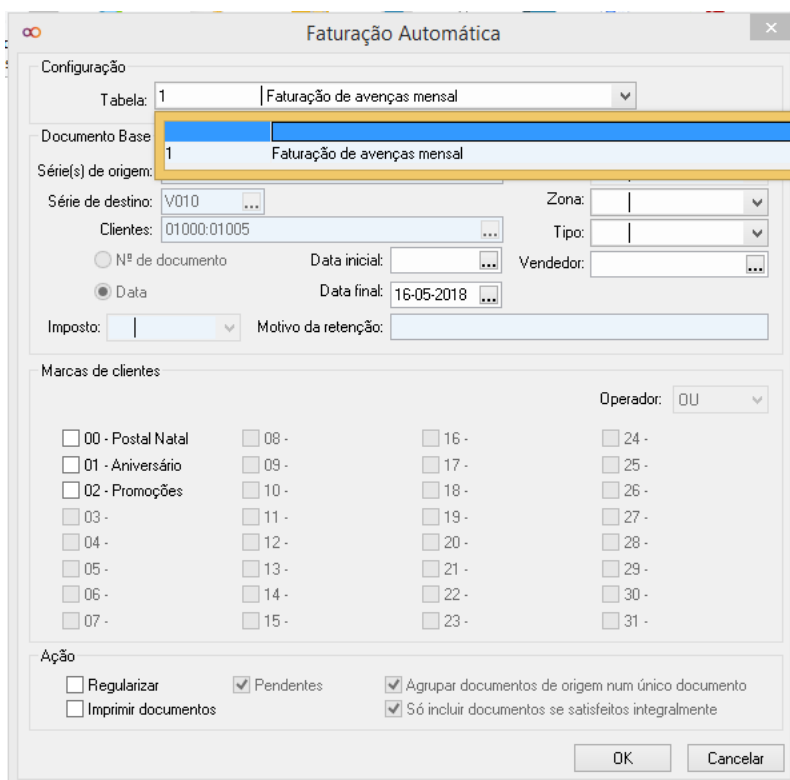 Faturação Automática
Configuração
Tabela: 1 Faturação de avenças mensal
Documento Base
1 Faturação de avenças mensal
Série(s) de origem:
Série de destino: V010 ... Zona:
Clientes: 01000:01005 ... Tipo:
Nº de documento Data inicial: ... Vendedor: ...
Data Data final: 16-05-2018 ...
Imposto: Motivo da retenção:
Marcas de clientes
Operador: OU
00 - Postal Natal 08 - 16 - 24 -
01 - Aniversário 09 - 17 - 25 -
02 - Promoções 10 - 18 - 26 -
03 - 11 - 19 - 27 -
04 - 12 - 20 - 28 -
05 - 13 - 21 - 29 -
06 - 14 - 22 - 30 -
07 - 15 - 23 - 31 -
Ação
Regularizar Pendentes Agrupar documentos de origem num único documento
Imprimir documentos Só incluir documentos se satisfeitos integralmente
OK Cancelar